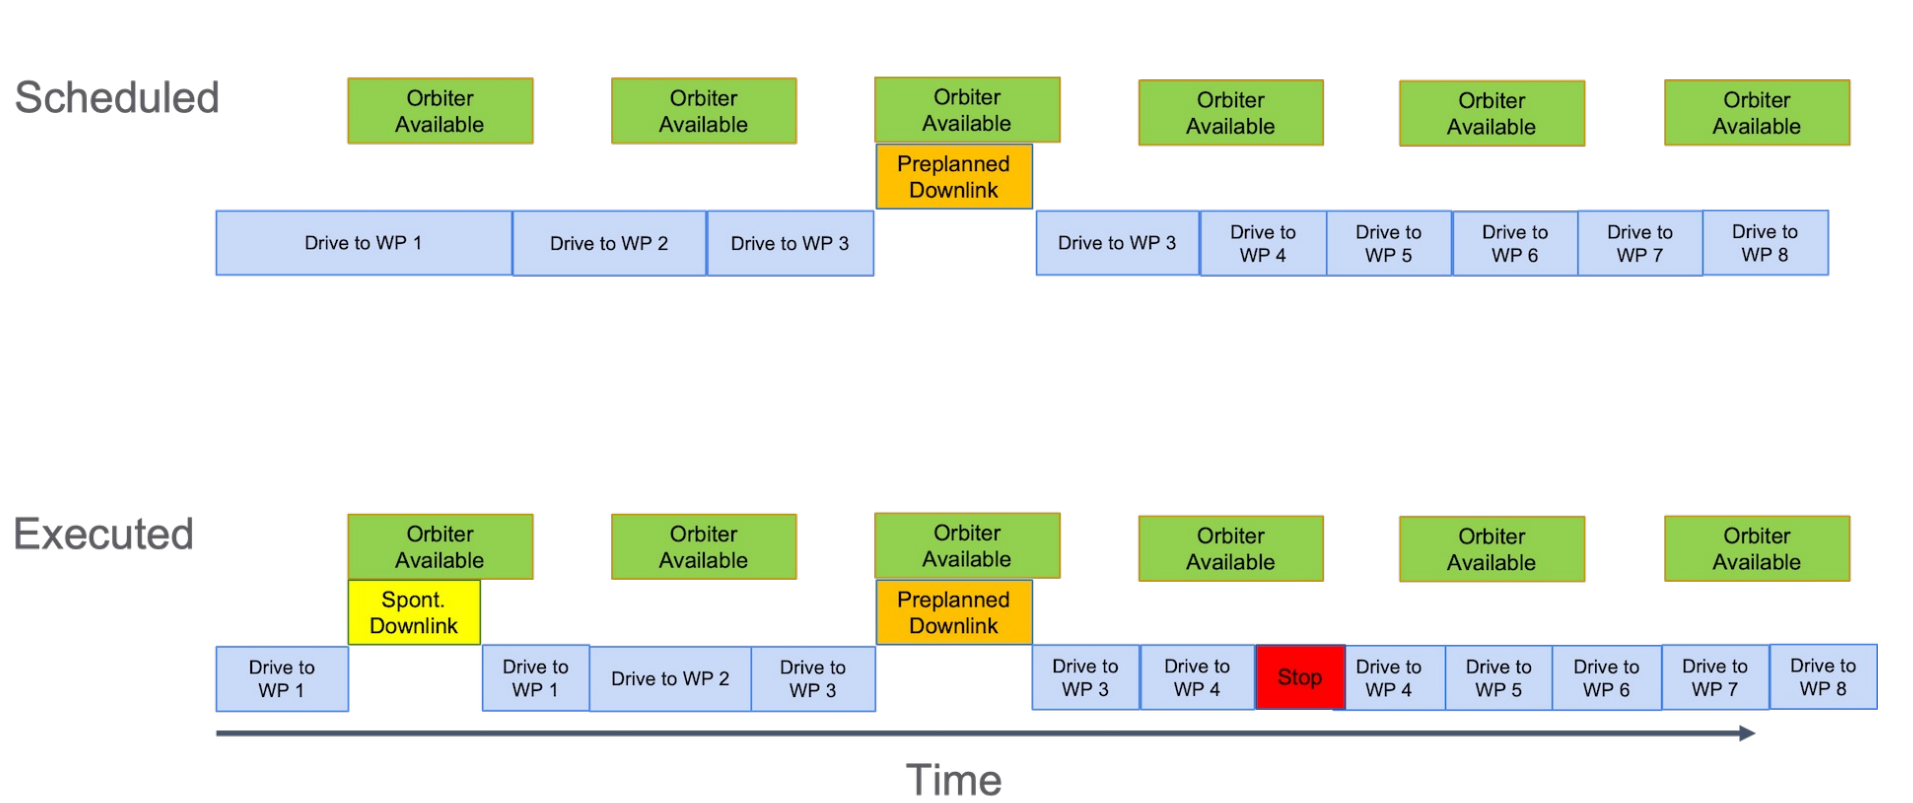 Scheduled
Orbiter
Available
Orbiter
Available
Orbiter
Available
Orbiter
Available
Orbiter
Available
Orbiter
Available
Preplanned
Downlink
Drive to WP 1
Drive to WP 2
Drive to WP 3
Drive to WP 3
Drive to
WP 4
Drive to
WP 5
Drive to
WP 6
Drive to
WP 7
Drive to
WP 8
Executed
Orbiter
Available
Orbiter
Available
Orbiter
Available
Orbiter
Available
Orbiter
Available
Orbiter
Available
Spont.
Downlink
Preplanned
Downlink
Drive to
WP 1
Drive to
WP 1
Drive to WP 2
Drive to
WP 3
Drive to
WP 3
Drive to
WP 4
Stop
Drive to
WP 4
Drive to
WP 5
Drive to
WP 6
Drive to
WP 7
Drive to
WP 8
Time